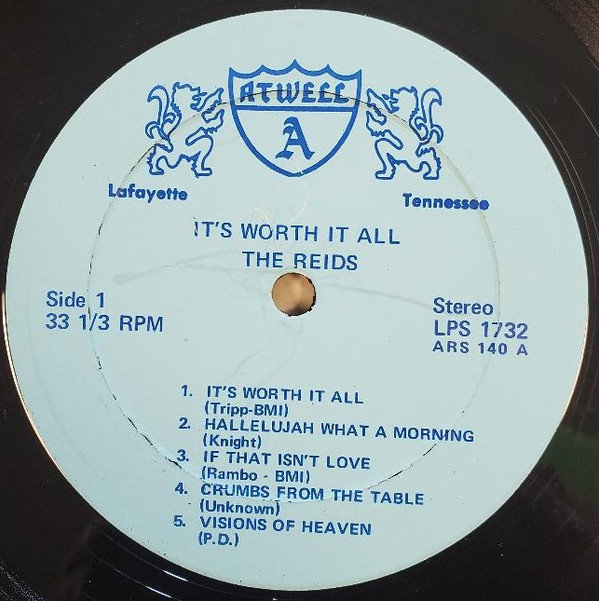 ATWELL
A
Lafayette
Tennessee
IT'S WORTH IT ALL
THE REIDS
Side 1
33 1/3 RPM
Stereo
LPS 1732
ARS 140 A
1. IT'S WORTH IT ALL
(Tripp-BMI)
2. HALLELUJAH WHAT A MORNING
(Knight)
3. IF THAT ISN'T LOVE
(Rambo - BMI)
4. CRUMBS FROM THE TABLE
(Unknown)
5. VISIONS OF HEAVEN
(P.D.)